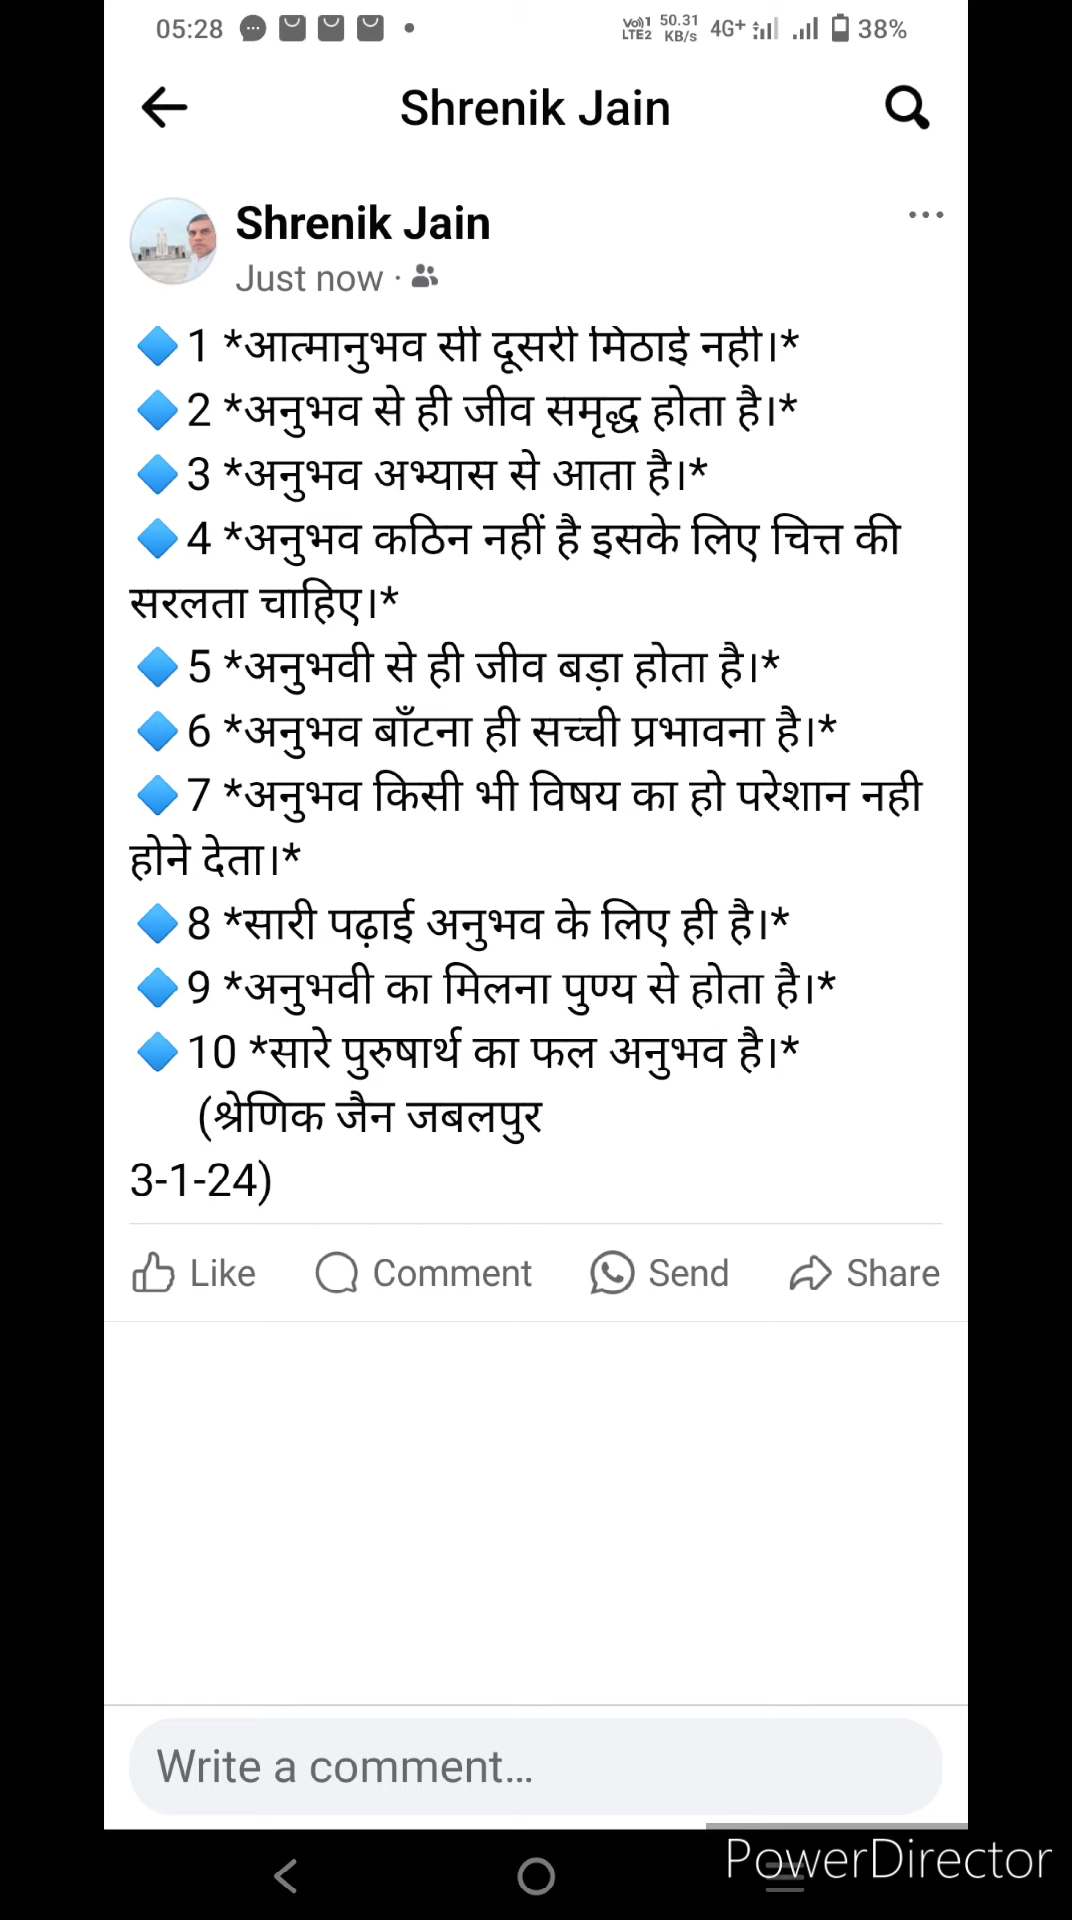 05:28
Vo))1 LTE2 50.31 KB/s 4G+ 38%
Shrenik Jain
Shrenik Jain
Just now ·
🔷1 *आत्मानुभव सी दूसरी मिठाई नही।*
🔷2 *अनुभव से ही जीव समृद्ध होता है।*
🔷3 *अनुभव अभ्यास से आता है।*
🔷4 *अनुभव कठिन नहीं है इसके लिए चित्त की
सरलता चाहिए।*
🔷5 *अनुभवी से ही जीव बड़ा होता है।*
🔷6 *अनुभव बाँटना ही सच्ची प्रभावना है।*
🔷7 *अनुभव किसी भी विषय का हो परेशान नही
होने देता।*
🔷8 *सारी पढ़ाई अनुभव के लिए ही है।*
🔷9 *अनुभवी का मिलना पुण्य से होता है।*
🔷10 *सारे पुरुषार्थ का फल अनुभव है।*
(श्रेणिक जैन जबलपुर
3-1-24)
Like Comment Send Share
Write a comment...
PowerDirector